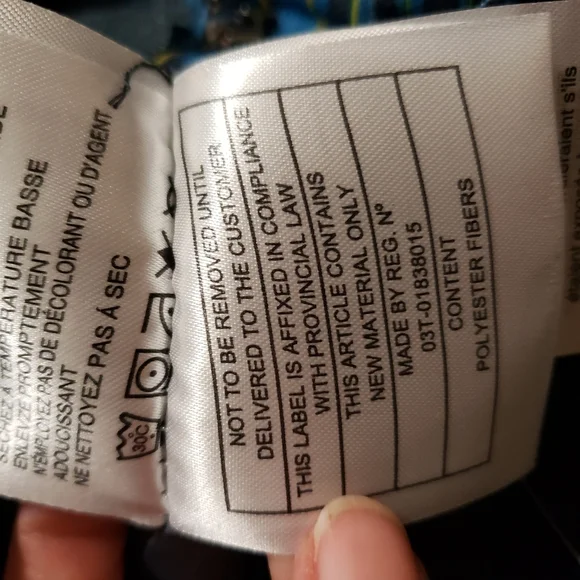 TEMPÉRATURE BASSE
ENLEVEZ PROMPTEMENT
N'EMPLOYEZ PAS DE DÉCOLORANT OU D'AGENT
ADOUCISSANT
NE NETTOYEZ PAS Á SEC
30C
NOT TO BE REMOVED UNTIL
DELIVERED TO THE CUSTOMER
THIS LABEL IS AFFIXED IN COMPLIANCE
WITH PROVINCIAL LAW
THIS ARTICLE CONTAINS
NEW MATERIAL ONLY
MADE BY REG. Nº
03T-01838015
CONTENT
POLYESTER FIBERS
s'ils